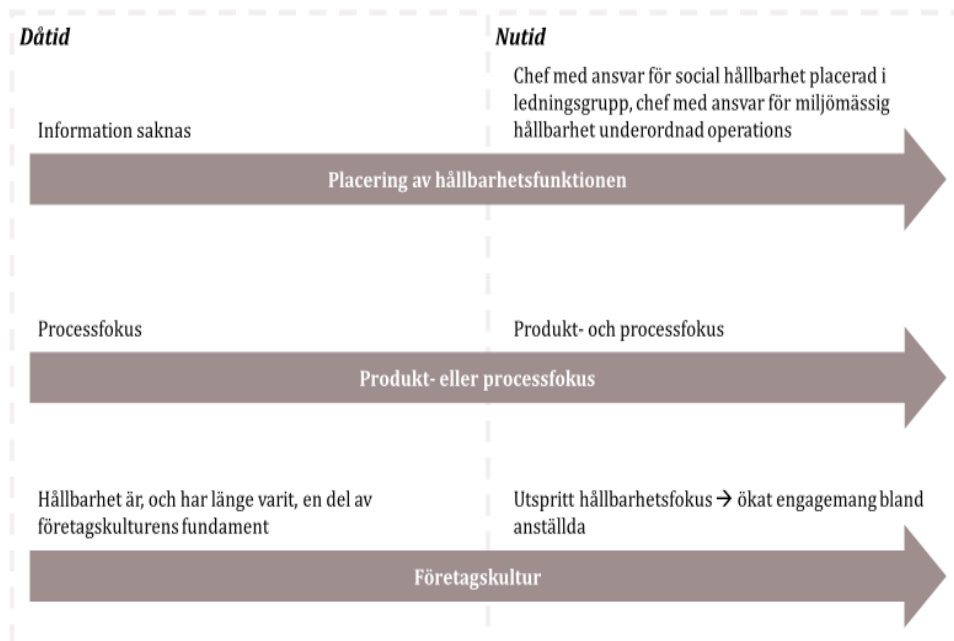 Dåtid
Nutid
Information saknas
Chef med ansvar för social hållbarhet placerad i
ledningsgrupp, chef med ansvar för miljömässig
hållbarhet underordnad operations
Placering av hållbarhetsfunktionen
Processfokus
Produkt- och processfokus
Produkt- eller processfokus
Hållbarhet är, och har länge varit, en del av
företagskulturens fundament
Utspritt hållbarhetsfokus → ökat engagemang bland
anställda
Företagskultur